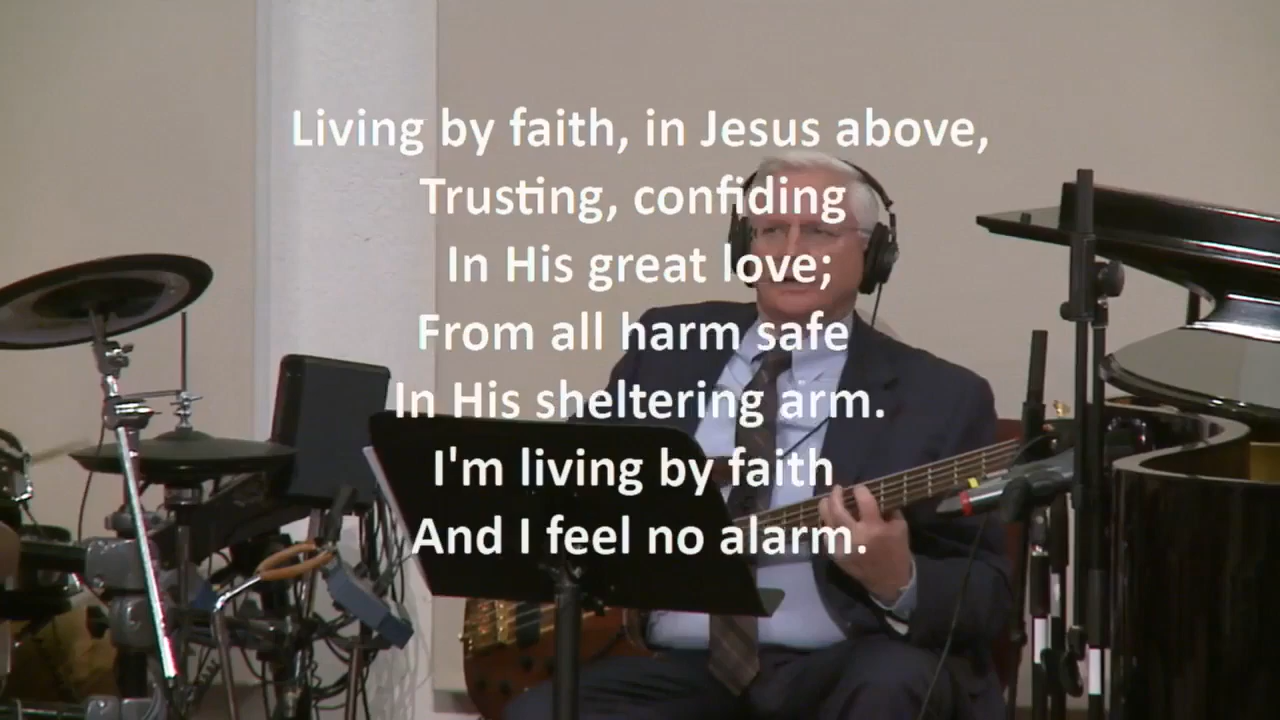 Living by faith, in Jesus above,
Trusting, confiding
In His great love;
From all harm safe
In His sheltering arm.
I'm living by faith
And I feel no alarm.